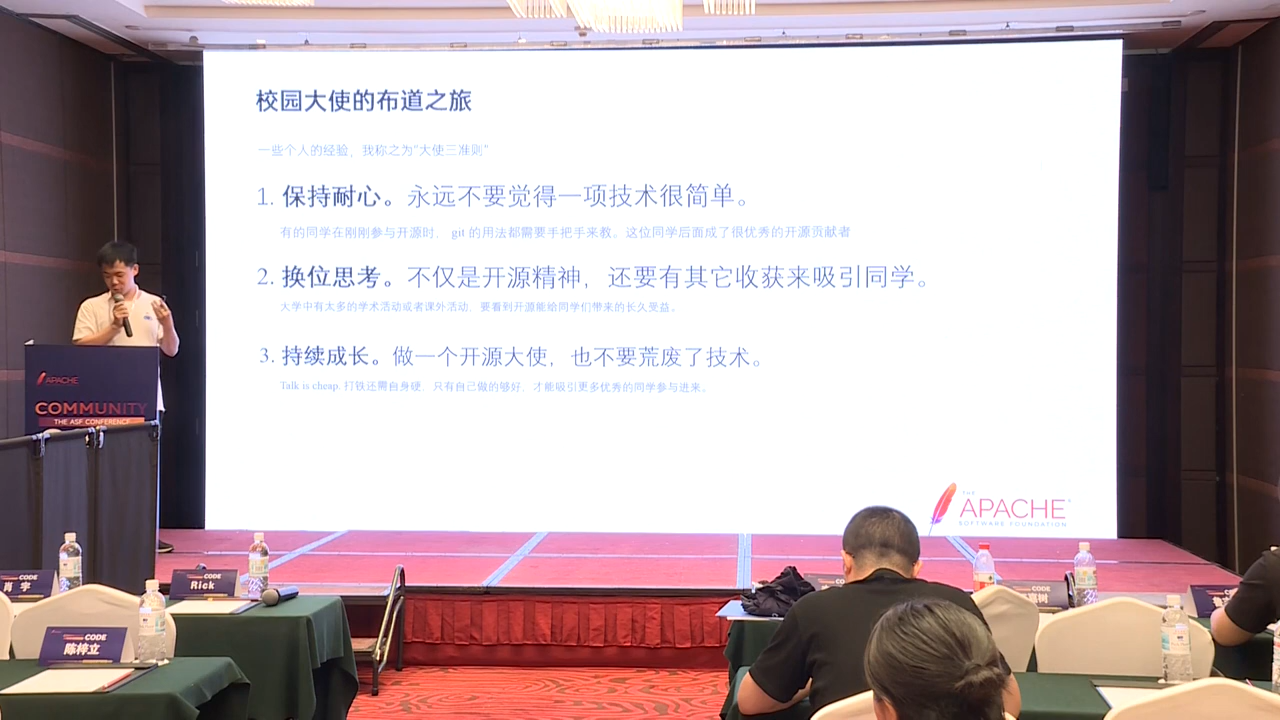 校园大使的布道之旅
一些个人的经验，我称之为"大使三准则"
1. 保持耐心。永远不要觉得一项技术很简单。
有的同学在刚刚参与开源时， git 的用法都需要手把手来教。这位同学后面成了很优秀的开源贡献者
2. 换位思考。不仅是开源精神，还要有其它收获来吸引同学。
大学中有太多的学术活动或者课外活动，要看到开源能给同学们带来的长久受益。
3. 持续成长。做一个开源大使，也不要荒废了技术。
Talk is cheap. 打铁还需自身硬，只有自己做的够好，才能吸引更多优秀的同学参与进来。
THE
APACHE
SOFTWARE FOUNDATION
APACHE
COMMUNITY
THE ASF CONFERENCE
CODE
肖 宇
CODE
Rick
CODE
陈梓立
CODE
CODE
树
CODE